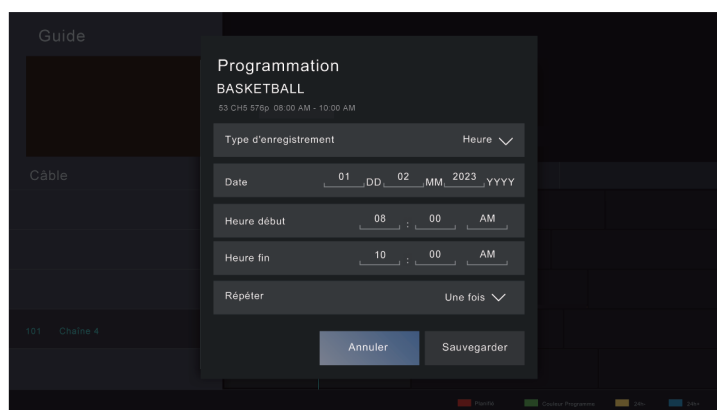 Guide
Programmation
BASKETBALL
53 CH5 576p 08:00 AM - 10:00 AM
Type d'enregistrement Heure
Câble
Date 01 DD 02 MM 2023 YYYY
Heure début 08 : 00 AM
Heure fin 10 : 00 AM
Répéter Une fois
101 Chaîne 4
Annuler Sauvegarder
Planifié Couleur Programme 24h- 24h+